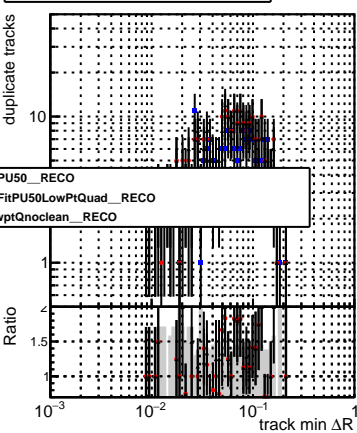 duplicate tracks
10
PU50__RECO
FitPU50LowPtQuad__RECO
wptQnoclean__RECO
1
Ratio
2
1.5
1
10−3
10−2
10−1
1
track min ΔR